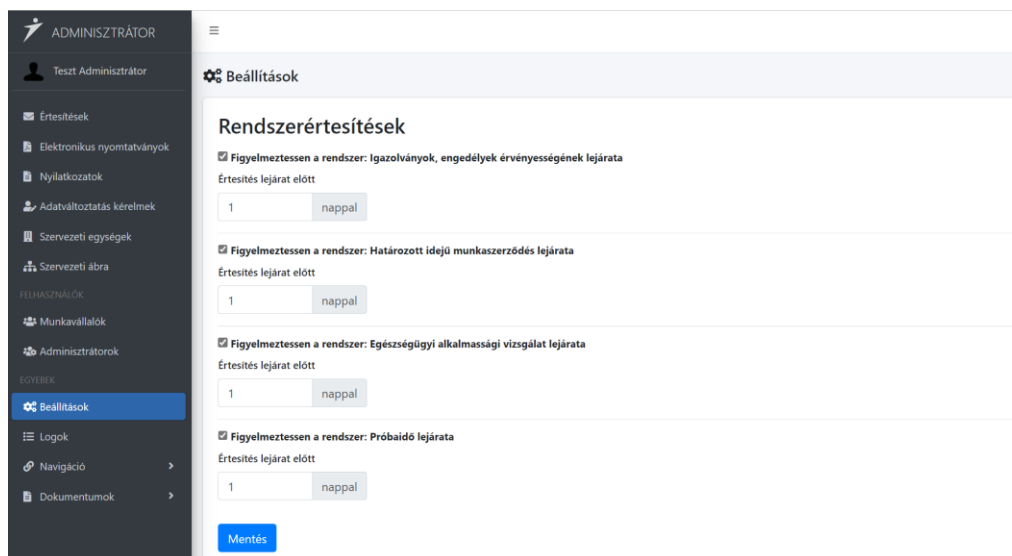 ADMINISZTRÁTOR
Teszt Adminisztrátor
Értesítések
Elektronikus nyomtatványok
Nyilatkozatok
Adatváltoztatás kérelmek
Szervezeti egységek
Szervezeti ábra
FELHASZNÁLÓK
Munkavállalók
Adminisztrátorok
EGYEBEK
Beállítások
Logok
Navigáció
Dokumentumok
Beállítások
Rendszerértesítések
Figyelmeztessen a rendszer: Igazolványok, engedélyek érvényességének lejárata
Értesítés lejárat előtt
1 nappal
Figyelmeztessen a rendszer: Határozott idejű munkaszerződés lejárata
Értesítés lejárat előtt
1 nappal
Figyelmeztessen a rendszer: Egészségügyi alkalmassági vizsgálat lejárata
Értesítés lejárat előtt
1 nappal
Figyelmeztessen a rendszer: Próbaidő lejárata
Értesítés lejárat előtt
1 nappal
Mentés